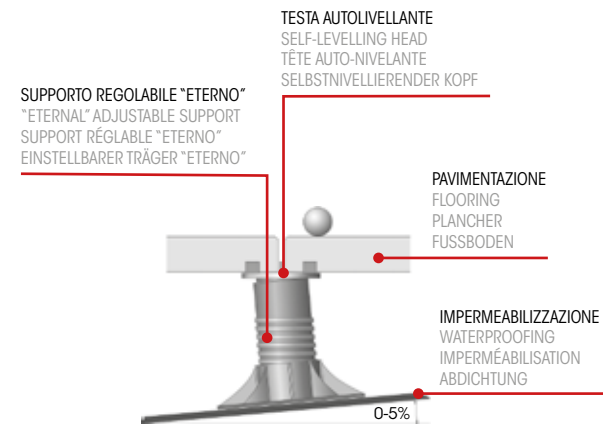 TESTA AUTOLIVELLANTE
SELF-LEVELLING HEAD
TÊTE AUTO-NIVELANTE
SELBSTNIVELLIERENDER KOPF
SUPPORTO REGOLABILE "ETERNO"
"ETERNAL" ADJUSTABLE SUPPORT
SUPPORT RÉGLABLE "ETERNO"
EINSTELLBARER TRÄGER "ETERNO"
PAVIMENTAZIONE
FLOORING
PLANCHER
FUSSBODEN
IMPERMEABILIZZAZIONE
WATERPROOFING
IMPERMÉABILISATION
ABDICHTUNG
0-5%